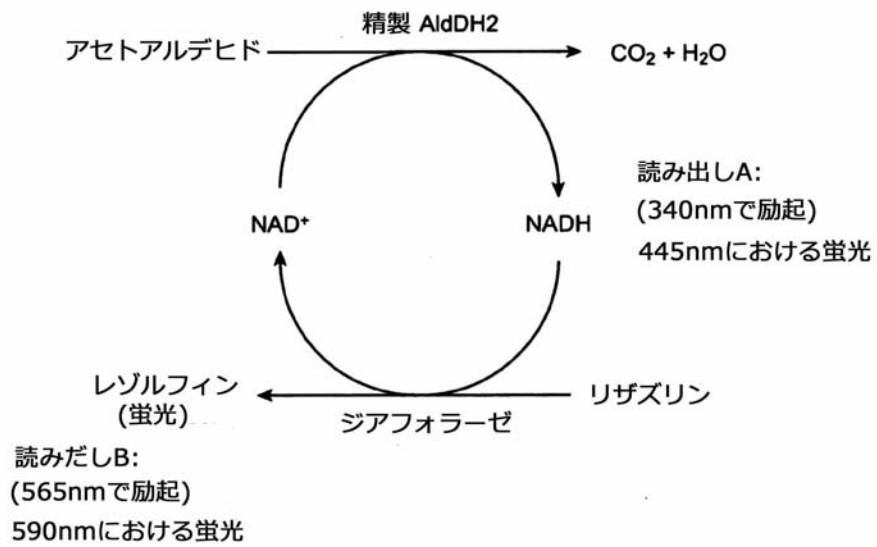 精製 AldDH2
アセトアルデヒド
CO₂ + H₂O
読み出しA:
(340nmで励起)
445nmにおける蛍光
NAD⁺
NADH
レゾルフィン
(蛍光)
ジアフォラーゼ
リザズリン
読みだしB:
(565nmで励起)
590nmにおける蛍光